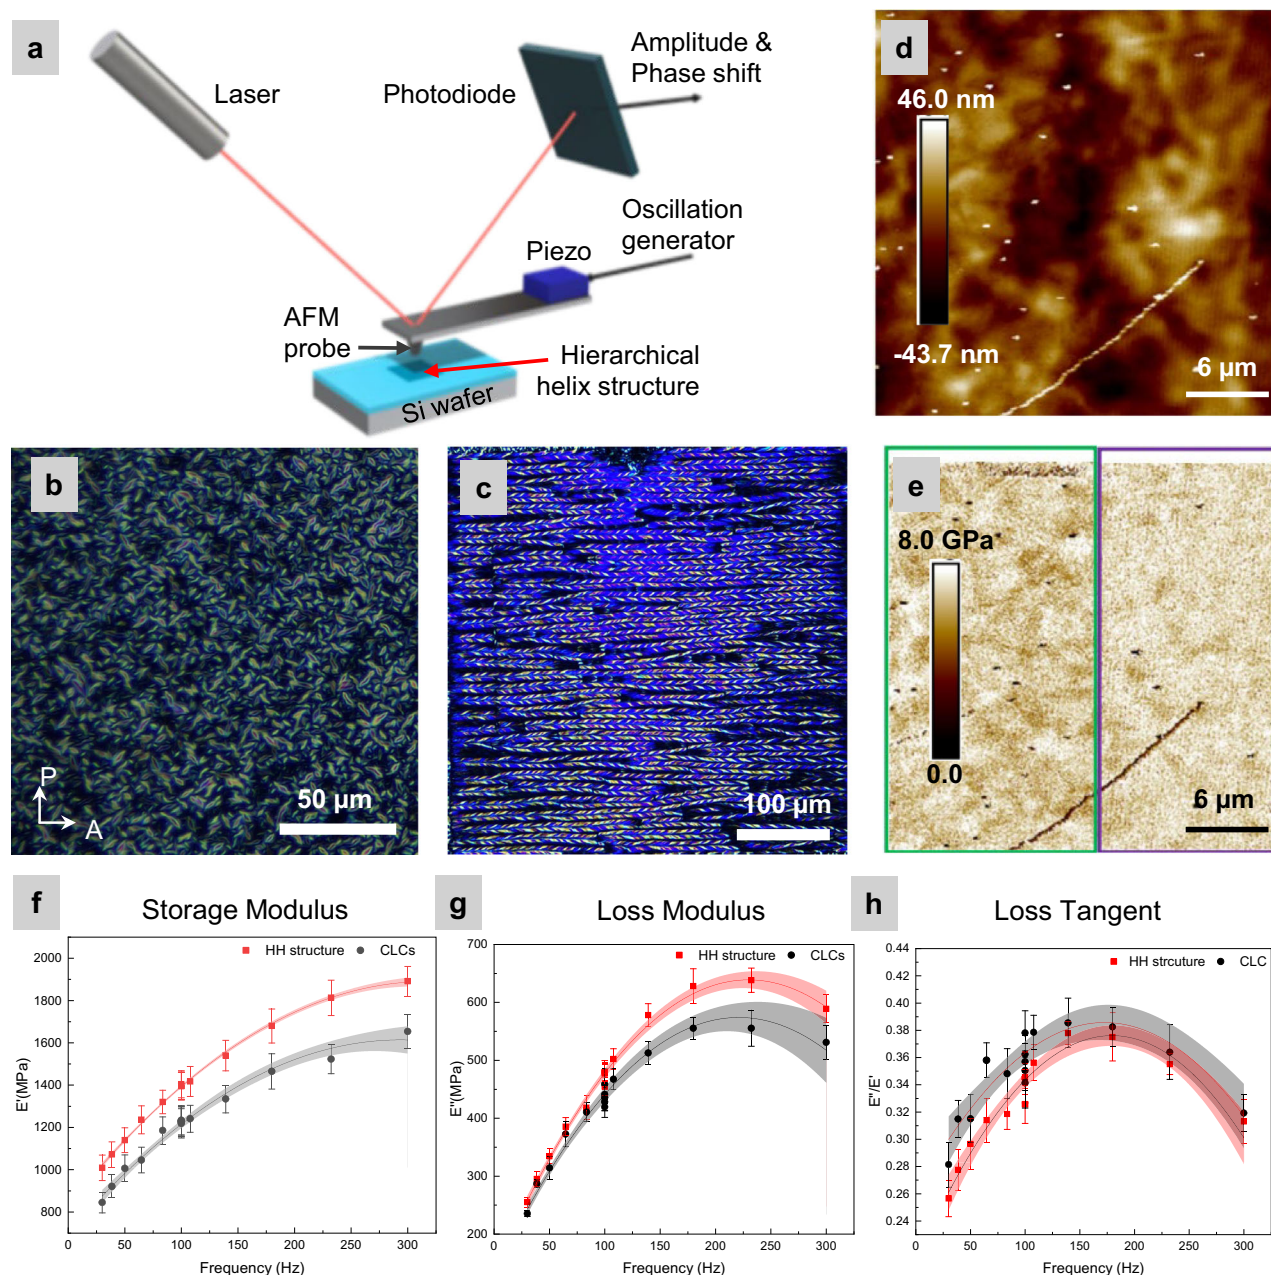 a
Laser
Photodiode
Amplitude &
Phase shift
Oscillation
generator
Piezo
AFM
probe
Hierarchical
helix structure
Si wafer
d
46.0 nm
-43.7 nm
6 µm
b
P
A
50 µm
c
100 µm
e
8.0 GPa
0.0
6 µm
f
Storage Modulus
HH structure
CLCs
E'(MPa)
2000
1800
1600
1400
1200
1000
800
0 50 100 150 200 250 300
Frequency (Hz)
g
Loss Modulus
HH structure
CLCs
E''(MPa)
700
600
500
400
300
200
0 50 100 150 200 250 300
Frequency (Hz)
h
Loss Tangent
HH strcuture
CLC
E''/E'
0.44
0.42
0.40
0.38
0.36
0.34
0.32
0.30
0.28
0.26
0.24
0 50 100 150 200 250 300
Frequency (Hz)